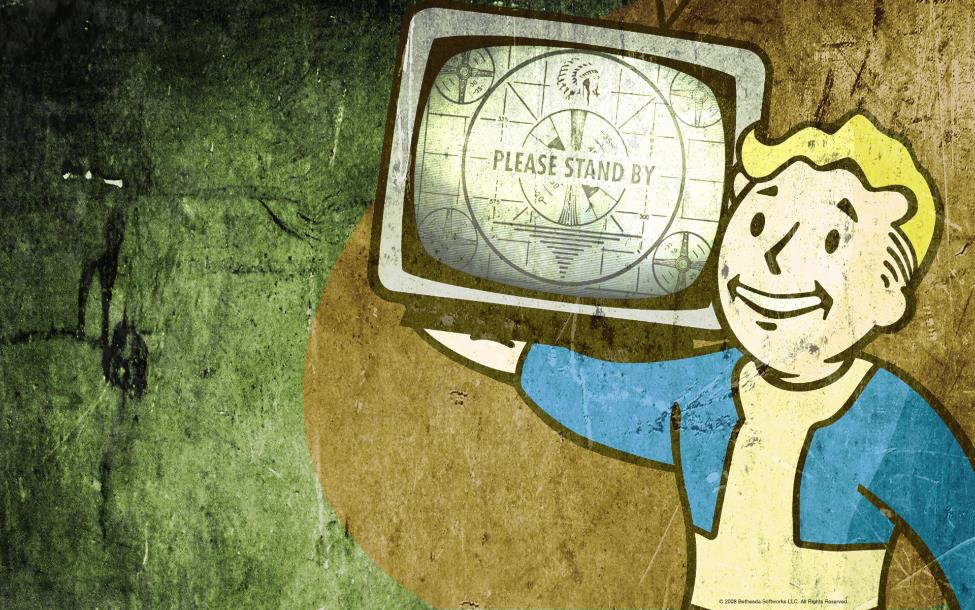 PLEASE STAND BY
© 2008 Bethesda Softworks LLC. All Rights Reserved.